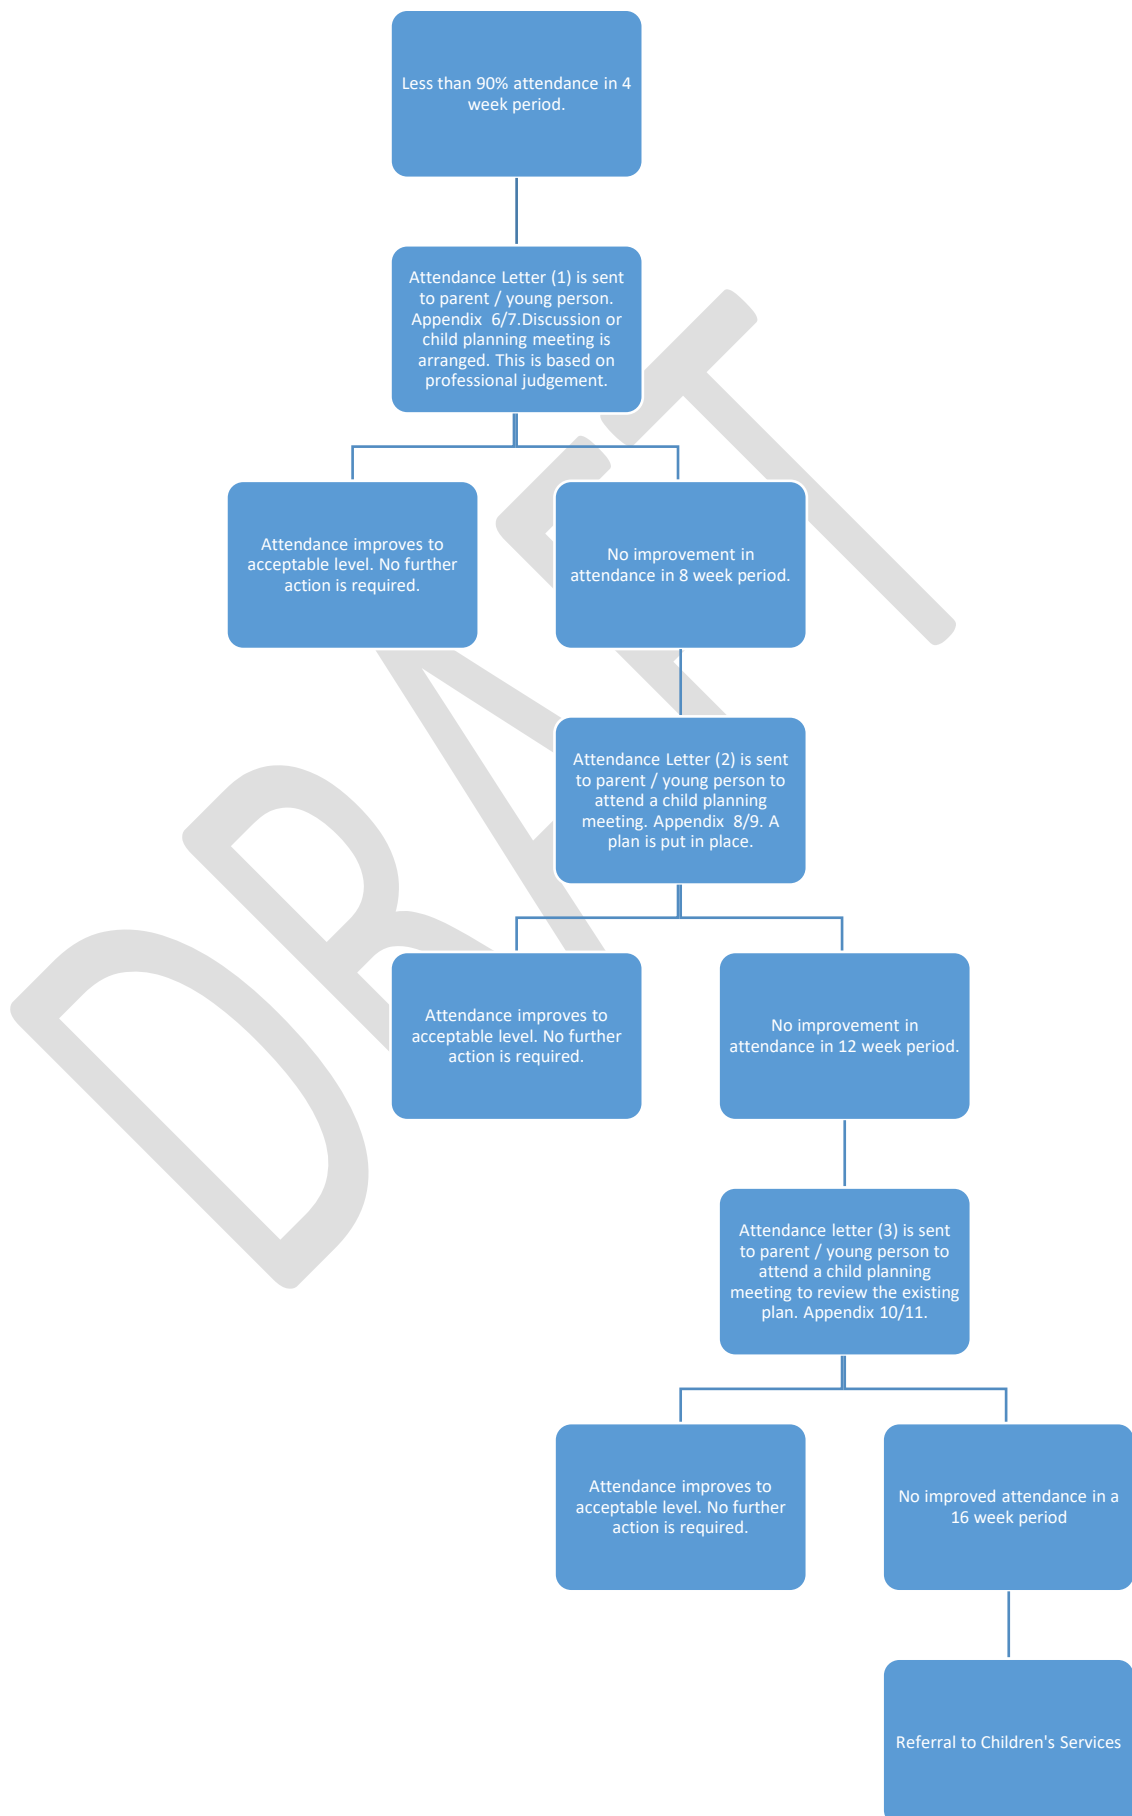 Less than 90% attendance in 4
week period.
Attendance Letter (1) is sent
to parent / young person.
Appendix  6/7.Discussion or
child planning meeting is
arranged. This is based on
professional judgement.
Attendance improves to
acceptable level. No further
action is required.
No improvement in
attendance in 8 week period.
Attendance Letter (2) is sent
to parent / young person to
attend a child planning
meeting. Appendix  8/9. A
plan is put in place.
Attendance improves to
acceptable level. No further
action is required.
No improvement in
attendance in 12 week period.
Attendance letter (3) is sent
to parent / young person to
attend a child planning
meeting to review the existing
plan. Appendix 10/11.
Attendance improves to
acceptable level. No further
action is required.
No improved attendance in a
16 week period
Referral to Children's Services
DRAFT